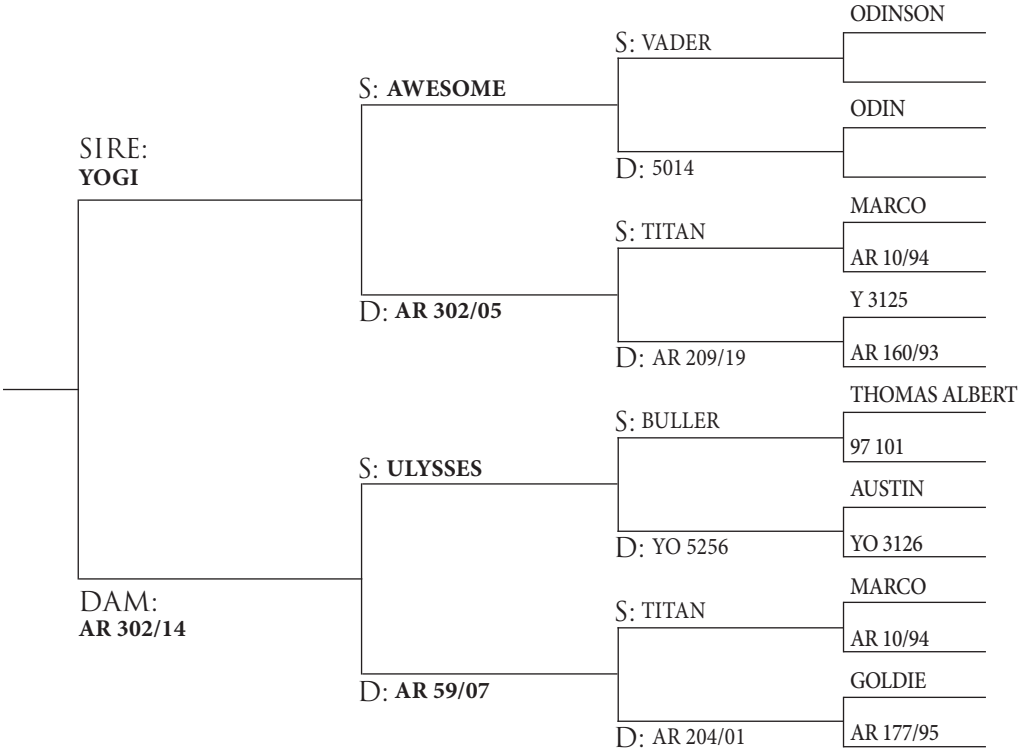 ODINSON
S: VADER
S: AWESOME
ODIN
SIRE:
YOGI
D: 5014
MARCO
S: TITAN
AR 10/94
Y 3125
D: AR 302/05
AR 160/93
D: AR 209/19
THOMAS ALBERT
S: BULLER
97 101
S: ULYSSES
AUSTIN
YO 3126
D: YO 5256
MARCO
DAM:
AR 302/14
S: TITAN
AR 10/94
GOLDIE
D: AR 59/07
AR 177/95
D: AR 204/01